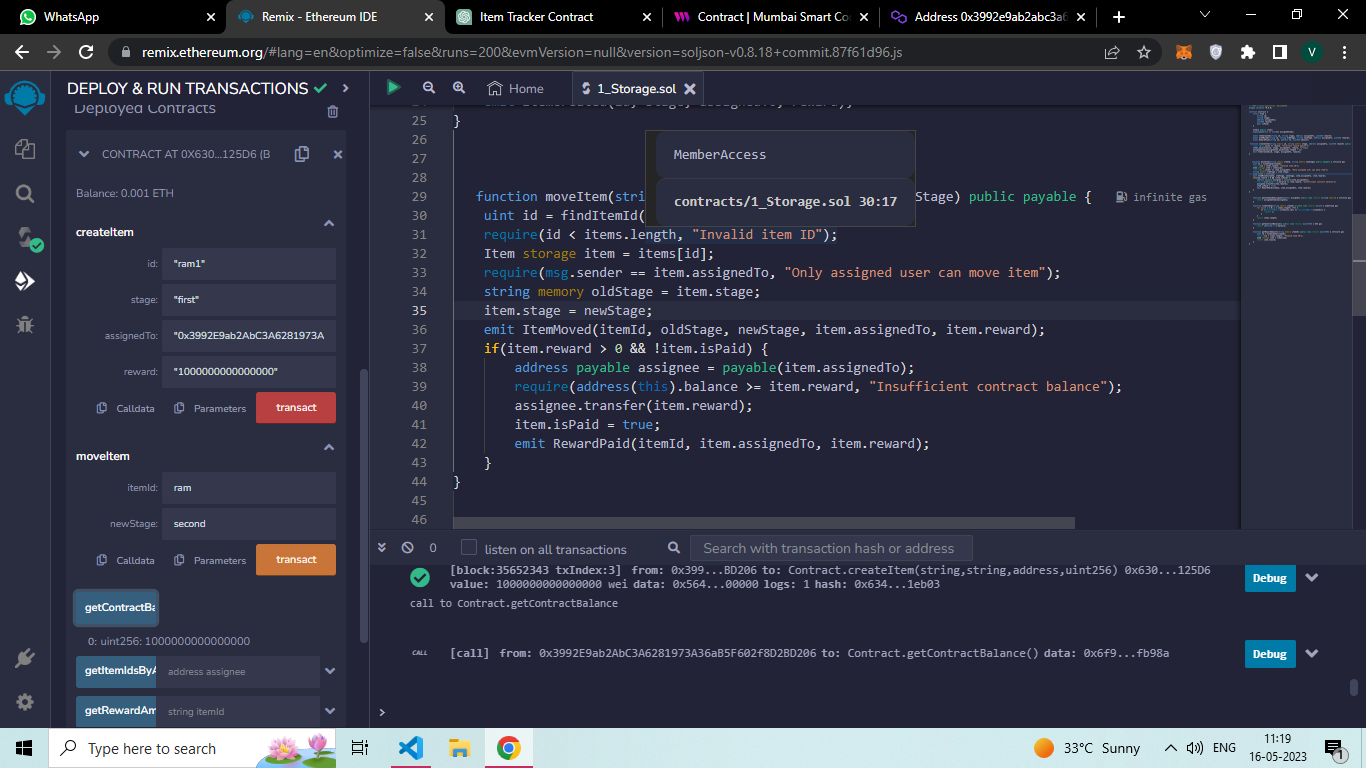 WhatsApp
Remix - Ethereum IDE
Item Tracker Contract
Contract | Mumbai Smart Co
Address 0x3992e9ab2abc3a6
remix.ethereum.org/#lang=en&optimize=false&runs=200&evmVersion=null&version=soljson-v0.8.18+commit.87f61d96.js
V
DEPLOY & RUN TRANSACTIONS
Deployed Contracts
CONTRACT AT 0X630...125D6 (B
Balance: 0.001 ETH
createItem
id: "ram1"
stage: "first"
assignedTo: "0x3992E9ab2AbC3A6281973A
reward: "1000000000000000"
Calldata Parameters transact
moveItem
itemId: ram
newStage: second
Calldata Parameters transact
getContractBa
0: uint256: 1000000000000000
getItemIdsByA address assignee
getRewardAm string itemId
Home
1_Storage.sol
25 }
26
27
28
MemberAccess
contracts/1_Storage.sol 30:17
29 function moveItem(stri Stage) public payable { infinite gas
30 uint id = findItemId(
31 require(id < items.length, "Invalid item ID");
32 Item storage item = items[id];
33 require(msg.sender == item.assignedTo, "Only assigned user can move item");
34 string memory oldStage = item.stage;
35 item.stage = newStage;
36 emit ItemMoved(itemId, oldStage, newStage, item.assignedTo, item.reward);
37 if(item.reward > 0 && !item.isPaid) {
38 address payable assignee = payable(item.assignedTo);
39 require(address(this).balance >= item.reward, "Insufficient contract balance");
40 assignee.transfer(item.reward);
41 item.isPaid = true;
42 emit RewardPaid(itemId, item.assignedTo, item.reward);
43 }
44 }
45
46
0 listen on all transactions Search with transaction hash or address
[block:35652343 txIndex:3] from: 0x399...BD206 to: Contract.createItem(string,string,address,uint256) 0x630...125D6
value: 1000000000000000 wei data: 0x564...00000 logs: 1 hash: 0x634...1eb03
Debug
call to Contract.getContractBalance
CALL [call] from: 0x3992E9ab2AbC3A6281973A36aB5F602f8D2BD206 to: Contract.getContractBalance() data: 0x6f9...fb98a
Debug
>
Type here to search
33°C Sunny
ENG
11:19
16-05-2023
1